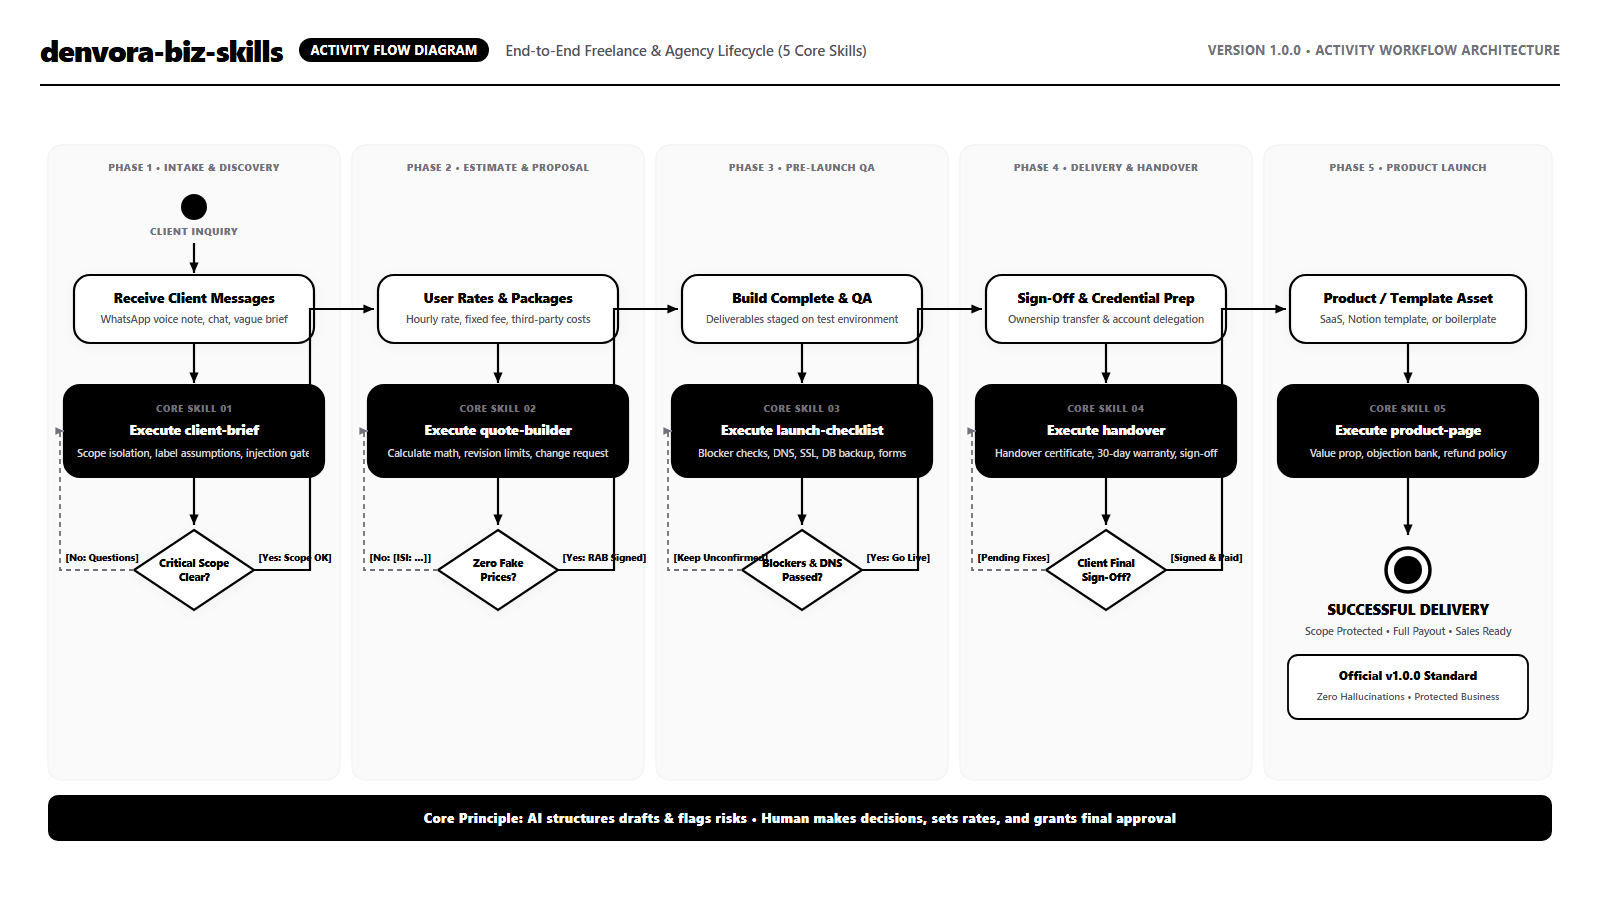 denvora-biz-skills
ACTIVITY FLOW DIAGRAM
End-to-End Freelance & Agency Lifecycle (5 Core Skills)
VERSION 1.0.0 • ACTIVITY WORKFLOW ARCHITECTURE
PHASE 1 • INTAKE & DISCOVERY
CLIENT INQUIRY
Receive Client Messages
WhatsApp voice note, chat, vague brief
CORE SKILL 01
Execute client-brief
Scope isolation, label assumptions, injection gate
[No: Questions]
Critical Scope
Clear?
[Yes: Scope OK]
PHASE 2 • ESTIMATE & PROPOSAL
User Rates & Packages
Hourly rate, fixed fee, third-party costs
CORE SKILL 02
Execute quote-builder
Calculate math, revision limits, change request
[No: [ISI: ...]]
Zero Fake
Prices?
[Yes: RAB Signed]
PHASE 3 • PRE-LAUNCH QA
Build Complete & QA
Deliverables staged on test environment
CORE SKILL 03
Execute launch-checklist
Blocker checks, DNS, SSL, DB backup, forms
[Keep Unconfirmed]
Blockers & DNS
Passed?
[Yes: Go Live]
PHASE 4 • DELIVERY & HANDOVER
Sign-Off & Credential Prep
Ownership transfer & account delegation
CORE SKILL 04
Execute handover
Handover certificate, 30-day warranty, sign-off
[Pending Fixes]
Client Final
Sign-Off?
[Signed & Paid]
PHASE 5 • PRODUCT LAUNCH
Product / Template Asset
SaaS, Notion template, or boilerplate
CORE SKILL 05
Execute product-page
Value prop, objection bank, refund policy
SUCCESSFUL DELIVERY
Scope Protected • Full Payout • Sales Ready
Official v1.0.0 Standard
Zero Hallucinations • Protected Business
Core Principle: AI structures drafts & flags risks • Human makes decisions, sets rates, and grants final approval